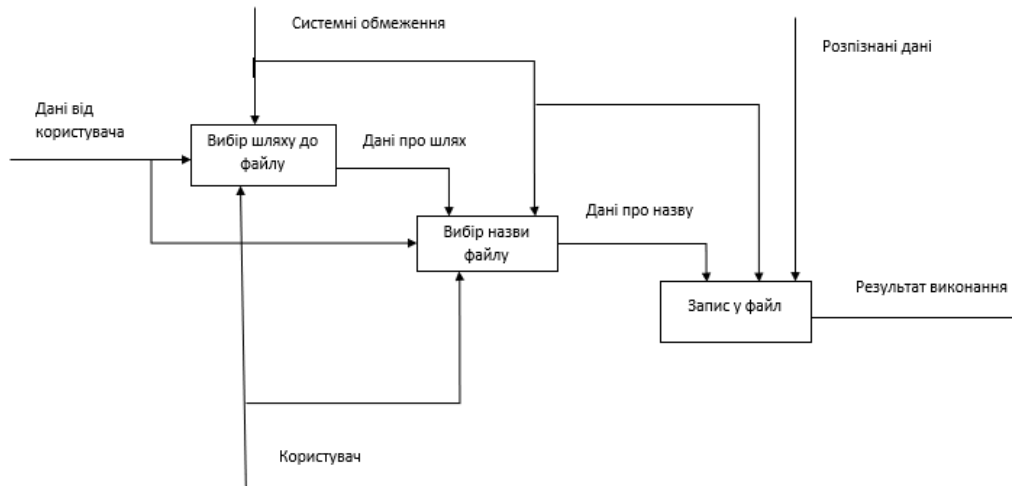 Системні обмеження
Розпізнані дані
Дані від
користувача
Вибір шляху до
файлу
Дані про шлях
Вибір назви
файлу
Дані про назву
Запис у файл
Результат виконання
Користувач